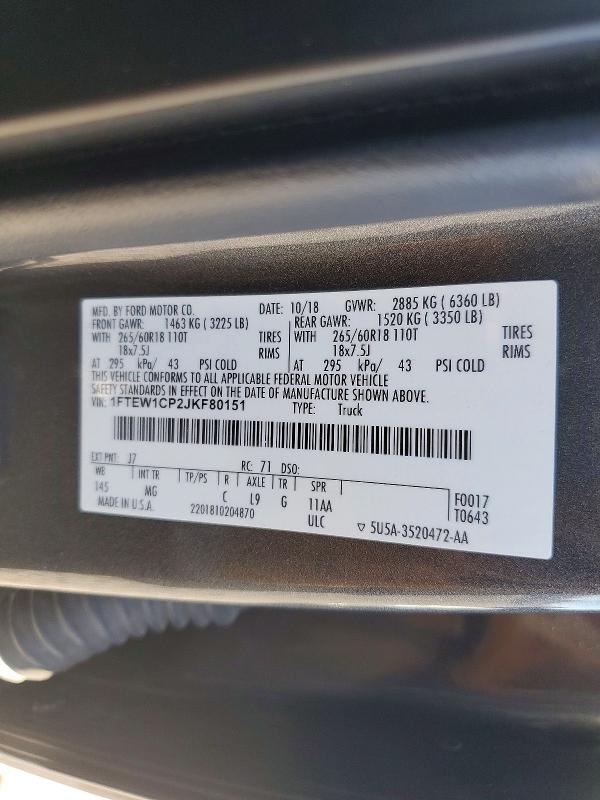 MFD. BY FORD MOTOR CO. DATE: 10/18 GVWR: 2885 KG ( 6360 LB)
FRONT GAWR: 1463 KG ( 3225 LB) REAR GAWR: 1520 KG ( 3350 LB)
WITH 265/60R18 110T TIRES WITH 265/60R18 110T TIRES
18x7.5J RIMS 18x7.5J RIMS
AT 295 kPa/ 43 PSI COLD AT 295 kPa/ 43 PSI COLD
THIS VEHICLE CONFORMS TO ALL APPLICABLE FEDERAL MOTOR VEHICLE
SAFETY STANDARDS IN EFFECT ON THE DATE OF MANUFACTURE SHOWN ABOVE.
VIN: 1FTEW1CP2JKF80151 TYPE: Truck
EXT PNT: J7 RC: 71 DSO:
WB INT TR TP/PS R AXLE TR SPR
145 MG C L9 G 11AA F0017
MADE IN U.S.A. 2201810204870 ULC T0643
▽ 5U5A-3520472-AA